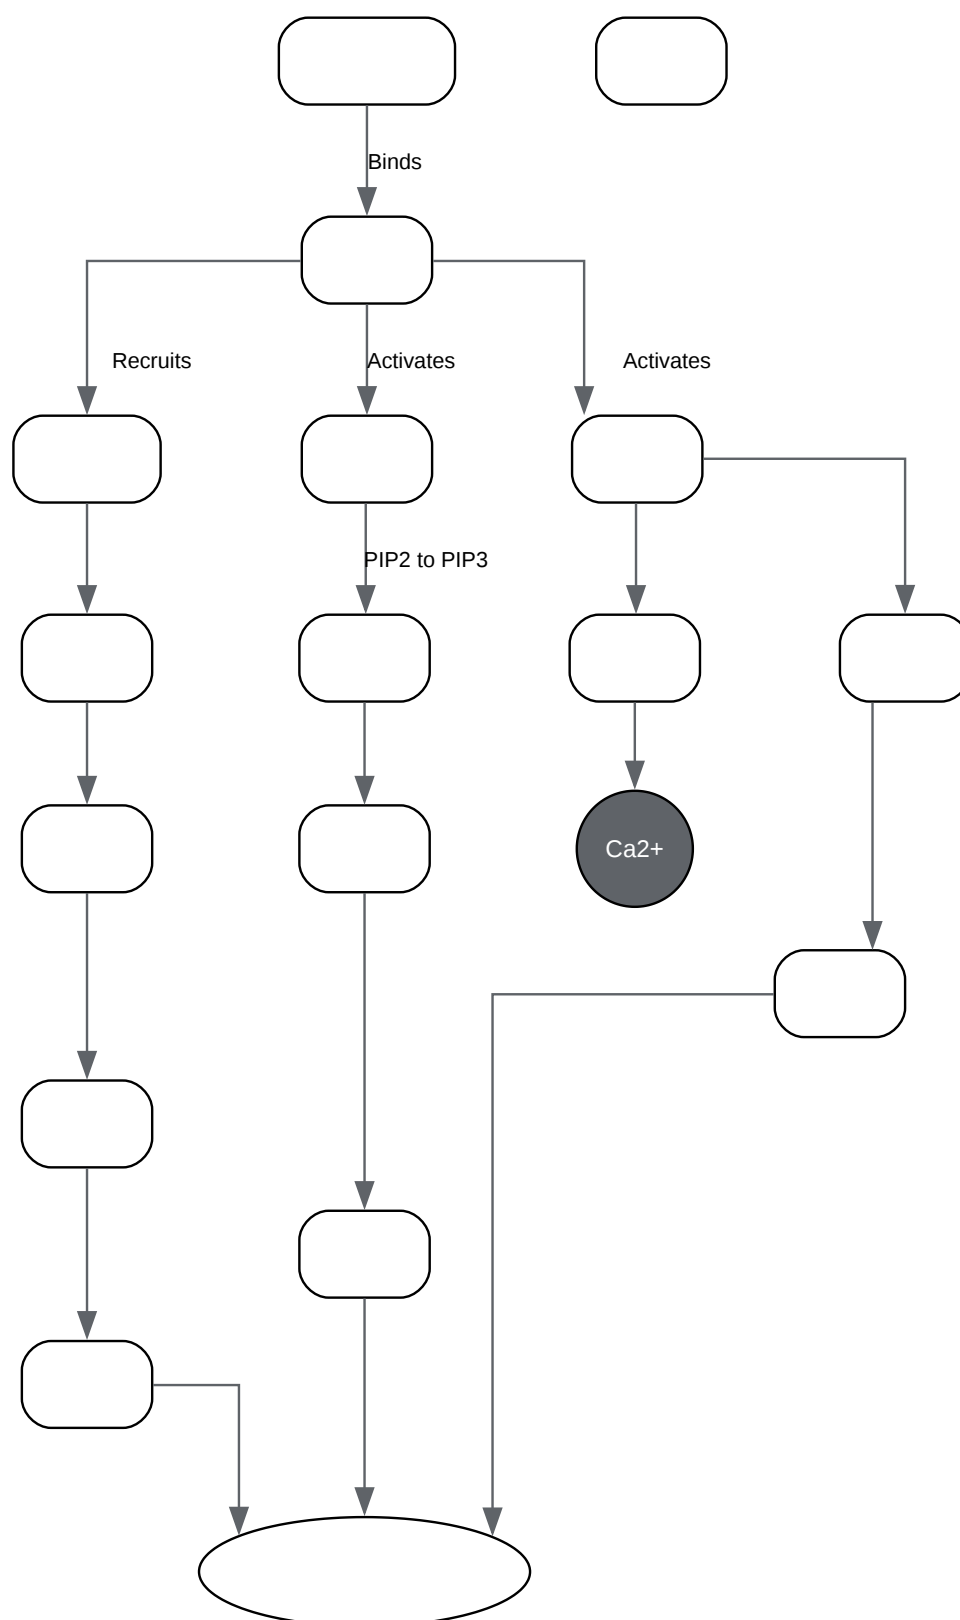 Binds
Recruits
Activates
Activates
PIP2 to PIP3
Ca2+